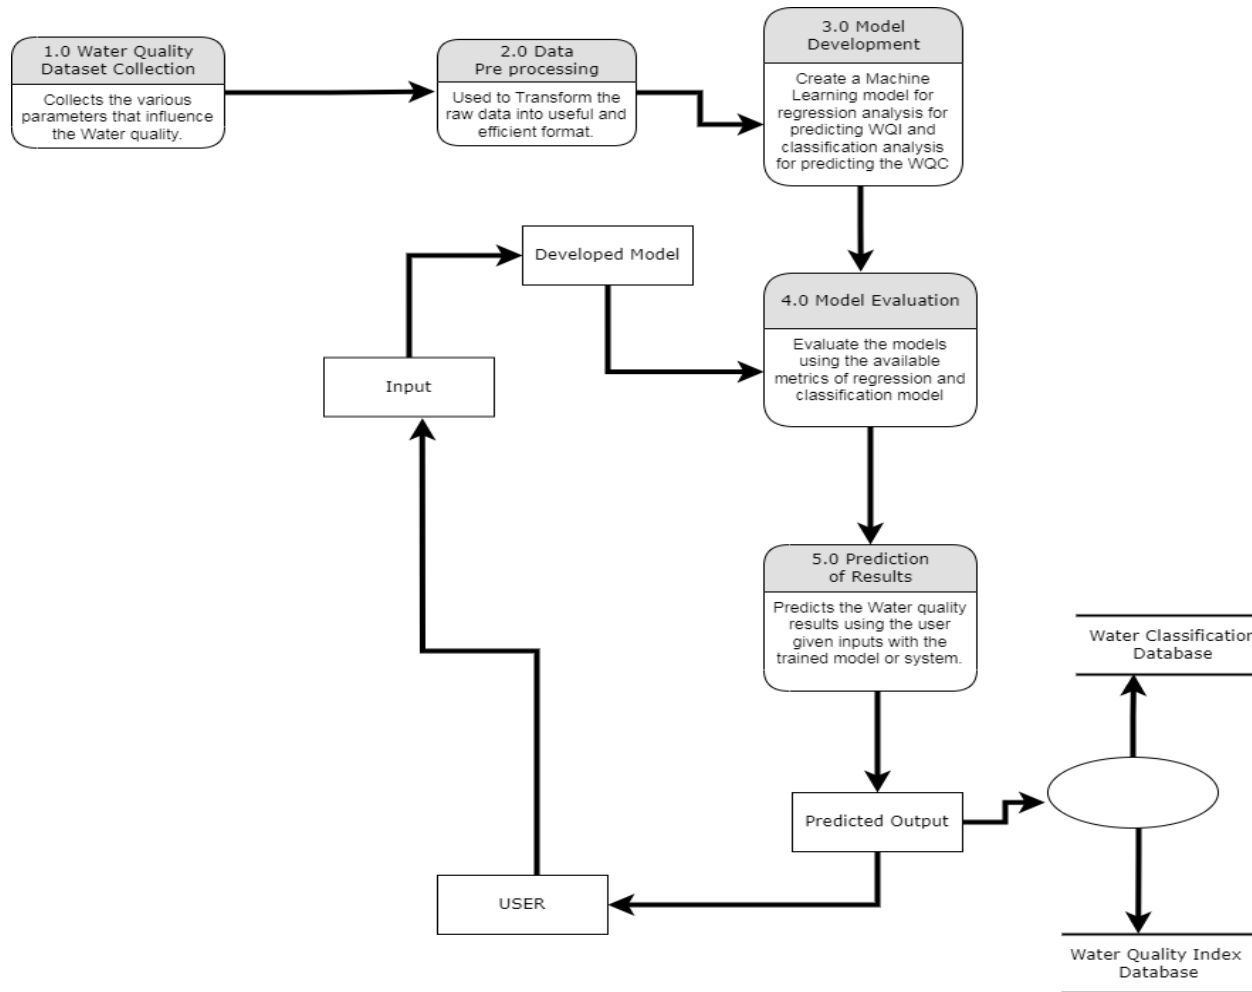 1.0 Water Quality
Dataset Collection
Collects the various
parameters that influence
the Water quality.
2.0 Data
Pre processing
Used to Transform the
raw data into useful and
efficient format.
3.0 Model
Development
Create a Machine
Learning model for
regression analysis for
predicting WQI and
classification analysis
for predicting the WQC
Developed Model
4.0 Model Evaluation
Evaluate the models
using the available
metrics of regression and
classification model
Input
5.0 Prediction
of Results
Predicts the Water quality
results using the user
given inputs with the
trained model or system.
Water Classification
Database
Predicted Output
USER
Water Quality Index
Database